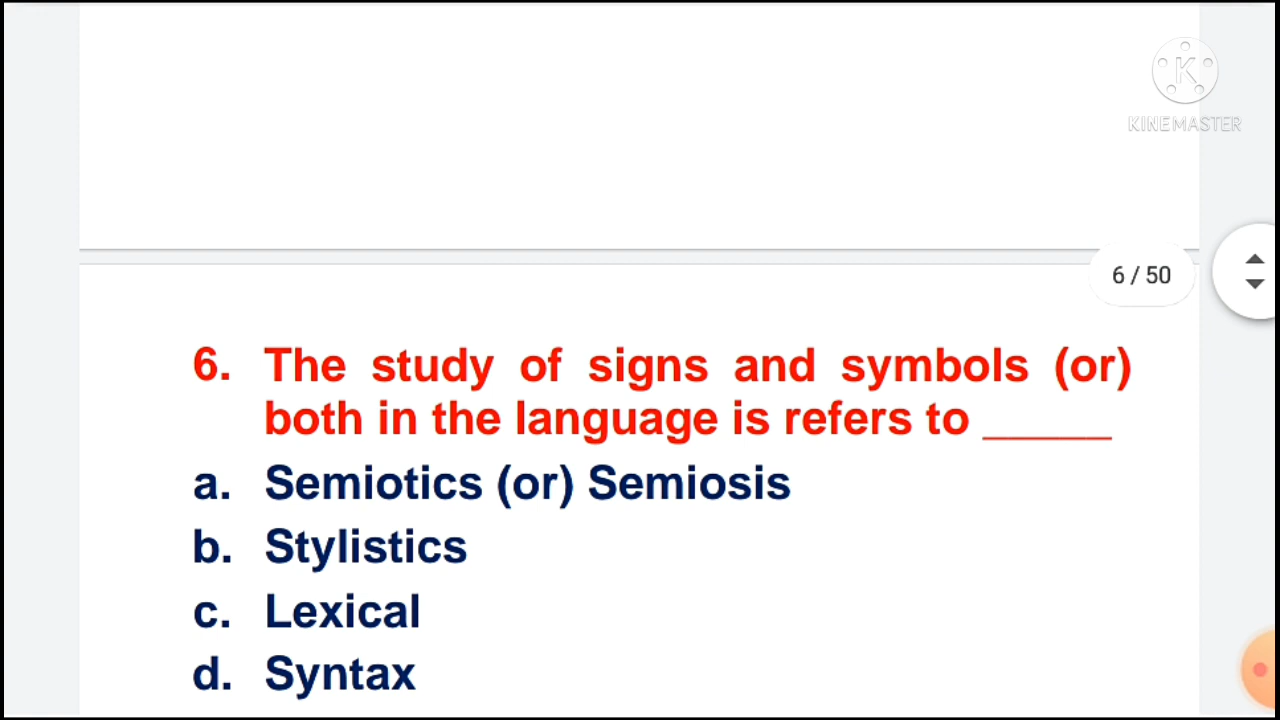 K
KINEMASTER
6 / 50
6. The study of signs and symbols (or)
both in the language is refers to _____
a. Semiotics (or) Semiosis
b. Stylistics
c. Lexical
d. Syntax